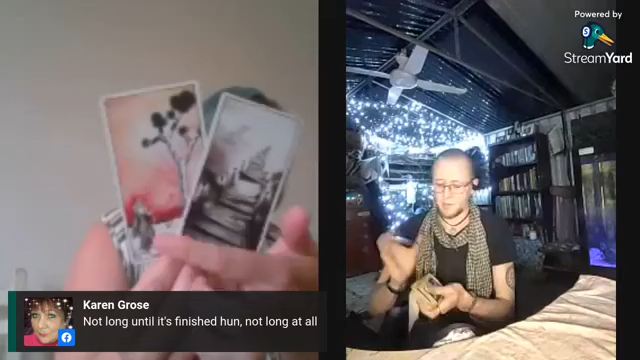 Powered by
StreamYard
Karen Grose
Not long until it's finished hun, not long at all